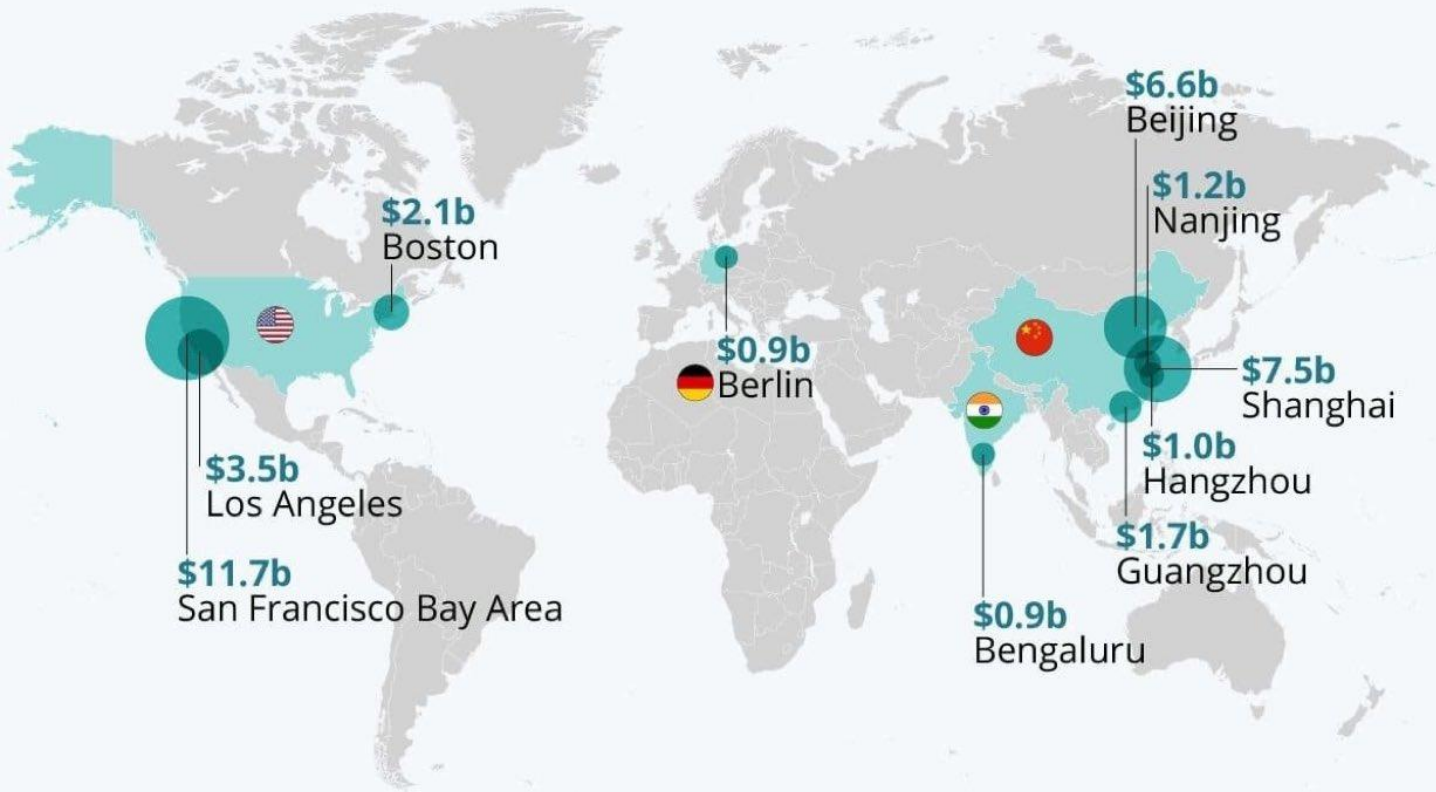 $6.6b
Beijing
$1.2b
Nanjing
$2.1b
Boston
$0.9b
Berlin
$7.5b
Shanghai
$3.5b
Los Angeles
$1.0b
Hangzhou
$1.7b
Guangzhou
$11.7b
San Francisco Bay Area
$0.9b
Bengaluru